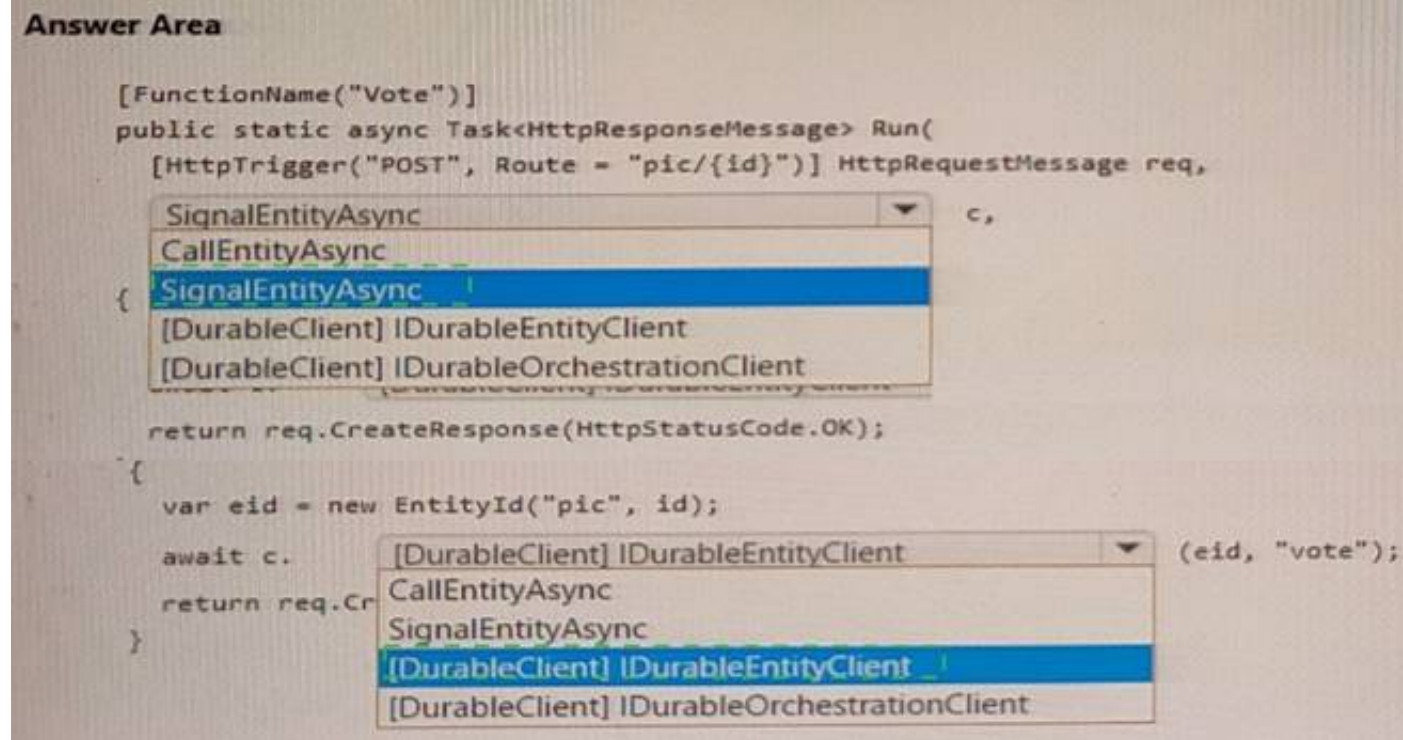 Answer Area
[FunctionName("Vote")]
public static async Task<HttpResponseMessage> Run(
[HttpTrigger("POST", Route = "pic/{id}")] HttpRequestMessage req,
SignalEntityAsync c,
CallEntityAsync
{ SignalEntityAsync
[DurableClient] IDurableEntityClient
[DurableClient] IDurableOrchestrationClient
return req.CreateResponse(HttpStatusCode.OK);
{
var eid = new EntityId("pic", id);
await c. [DurableClient] IDurableEntityClient (eid, "vote");
return req.Cr CallEntityAsync
SignalEntityAsync
}
[DurableClient] IDurableEntityClient
[DurableClient] IDurableOrchestrationClient